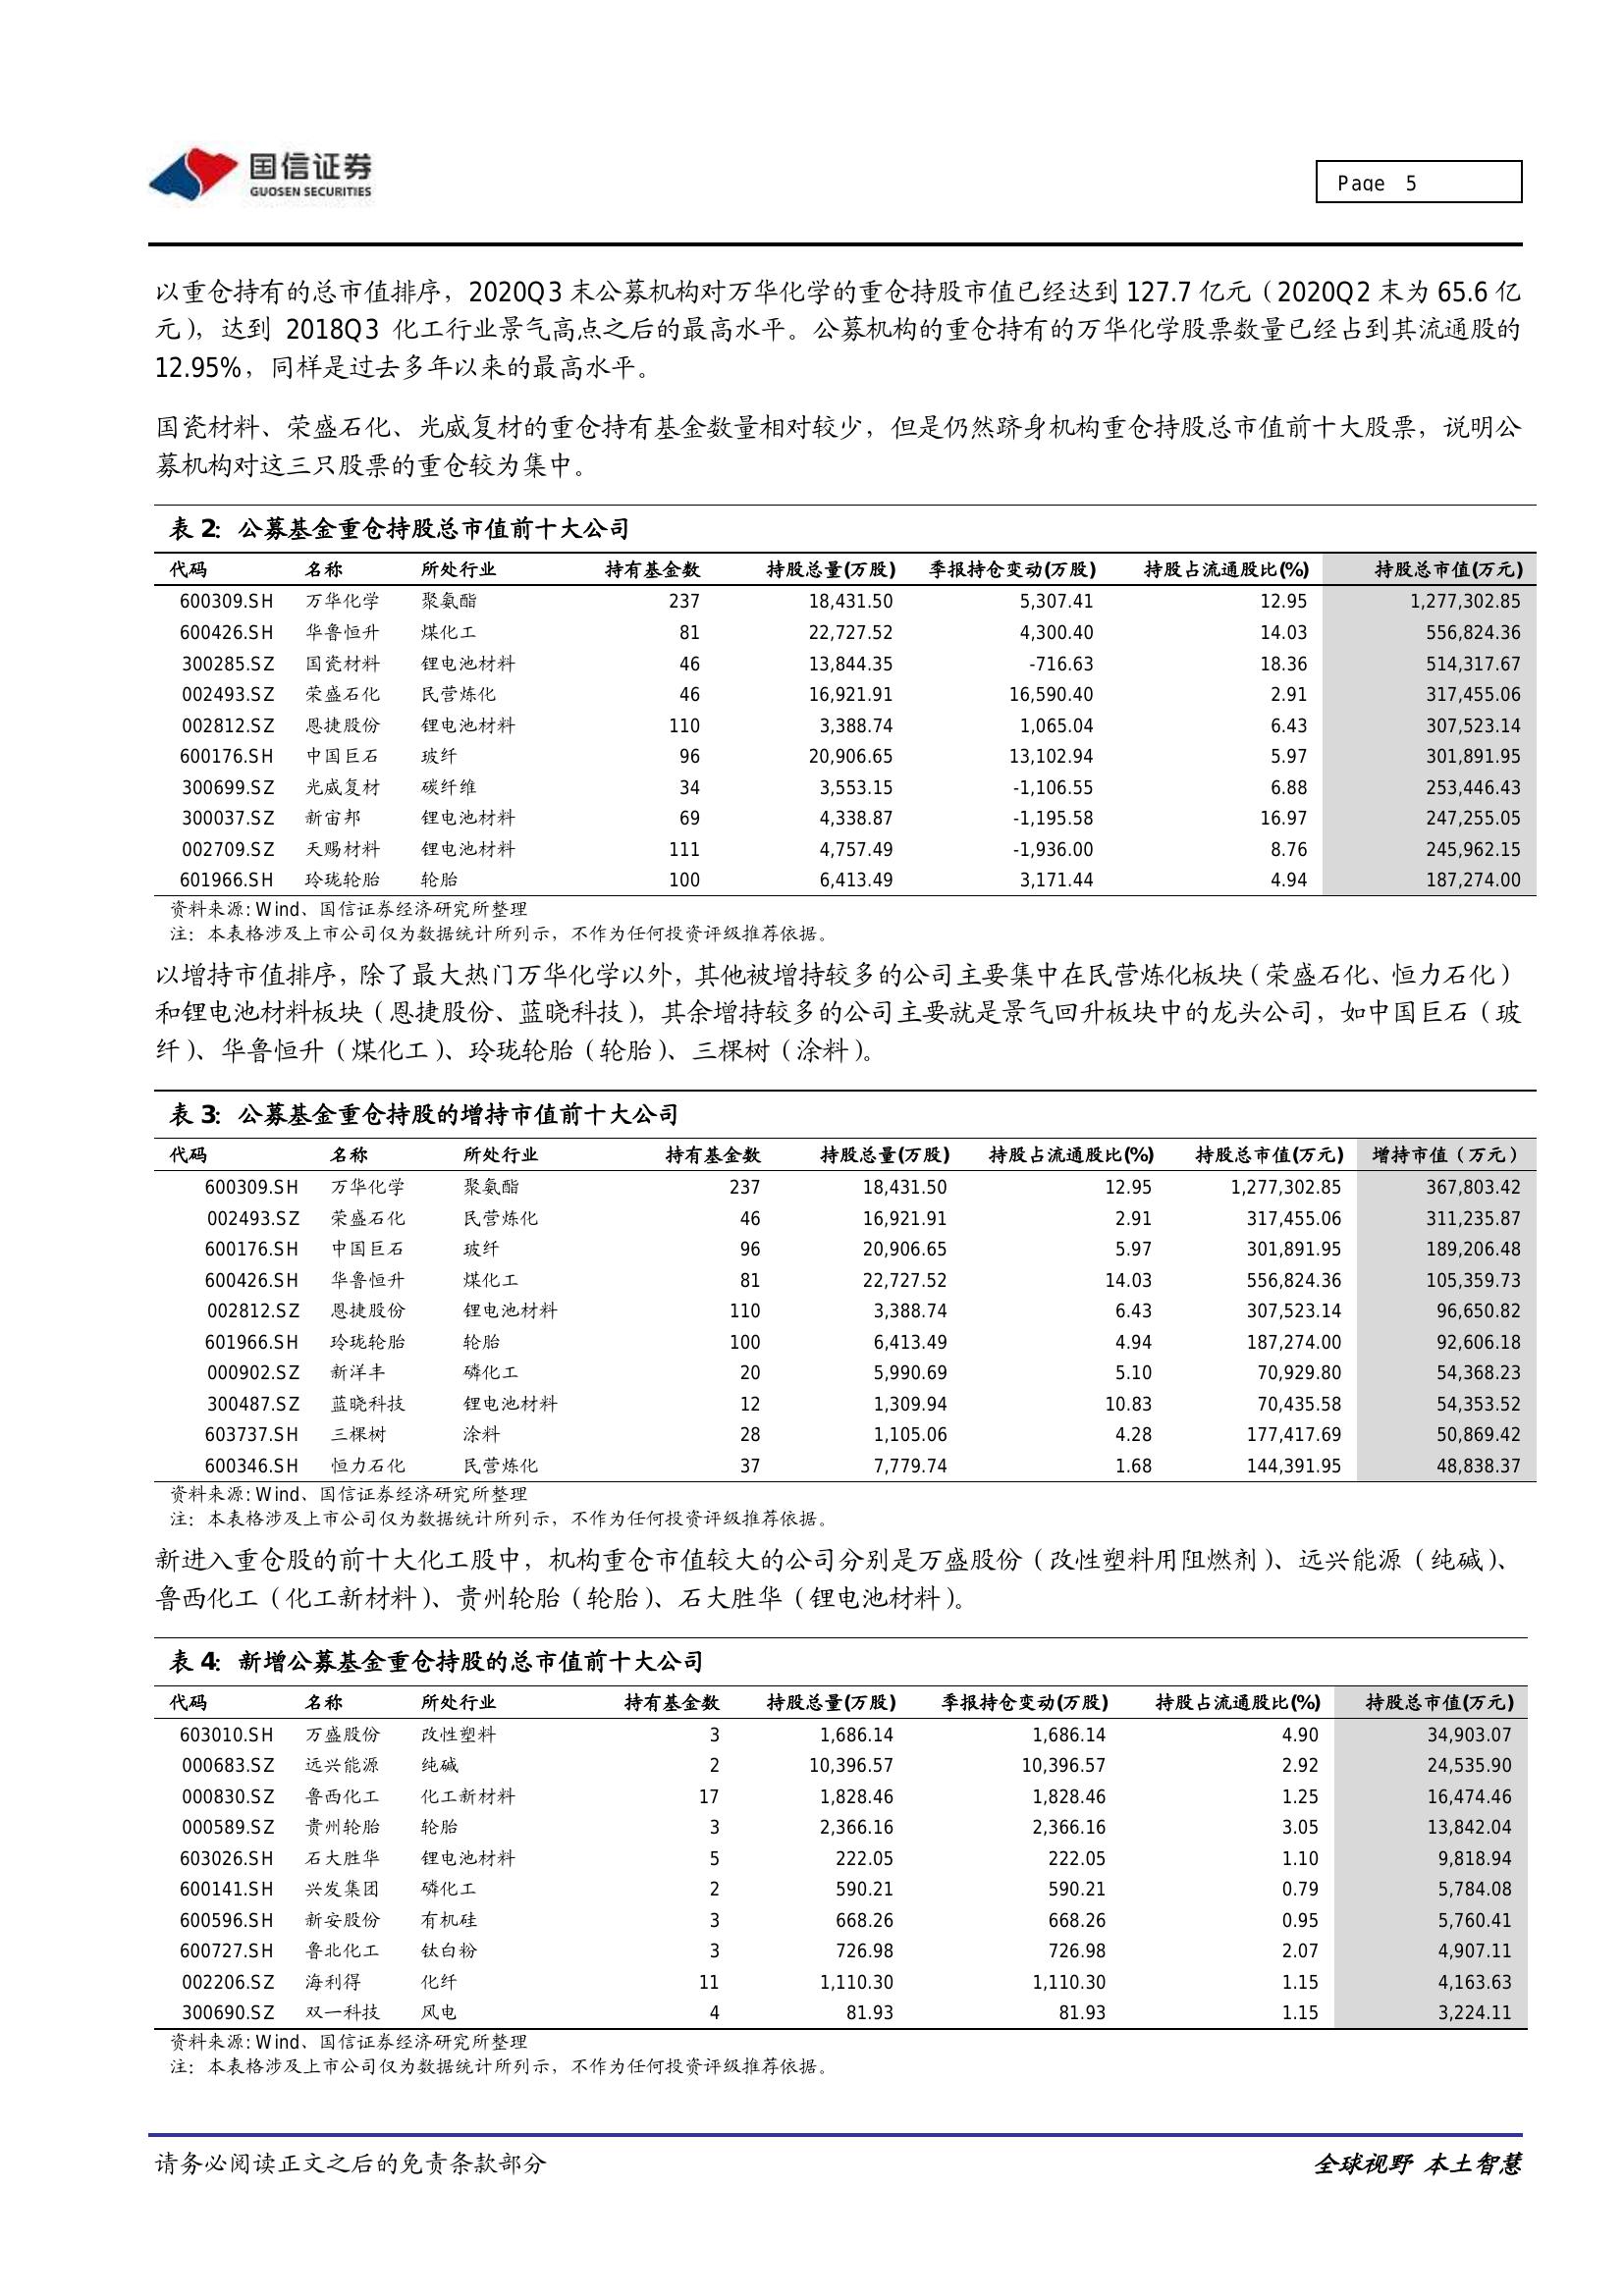 国信证券
GUOSEN SECURITIES
Page 5
以重仓持有的总市值排序，2020Q3 末公募机构对万华化学的重仓持股市值已经达到 127.7 亿元（2020Q2 末为 65.6 亿
元），达到 2018Q3 化工行业景气高点之后的最高水平。公募机构的重仓持有的万华化学股票数量已经占到其流通股的
12.95%，同样是过去多年以来的最高水平。
国瓷材料、荣盛石化、光威复材的重仓持有基金数量相对较少，但是仍然跻身机构重仓持股总市值前十大股票，说明公
募机构对这三只股票的重仓较为集中。
表 2：公募基金重仓持股总市值前十大公司
代码 名称 所处行业 持有基金数 持股总量(万股) 季报持仓变动(万股) 持股占流通股比(%) 持股总市值(万元)
600309.SH 万华化学 聚氨酯 237 18,431.50 5,307.41 12.95 1,277,302.85
600426.SH 华鲁恒升 煤化工 81 22,727.52 4,300.40 14.03 556,824.36
300285.SZ 国瓷材料 锂电池材料 46 13,844.35 -716.63 18.36 514,317.67
002493.SZ 荣盛石化 民营炼化 46 16,921.91 16,590.40 2.91 317,455.06
002812.SZ 恩捷股份 锂电池材料 110 3,388.74 1,065.04 6.43 307,523.14
600176.SH 中国巨石 玻纤 96 20,906.65 13,102.94 5.97 301,891.95
300699.SZ 光威复材 碳纤维 34 3,553.15 -1,106.55 6.88 253,446.43
300037.SZ 新宙邦 锂电池材料 69 4,338.87 -1,195.58 16.97 247,255.05
002709.SZ 天赐材料 锂电池材料 111 4,757.49 -1,936.00 8.76 245,962.15
601966.SH 玲珑轮胎 轮胎 100 6,413.49 3,171.44 4.94 187,274.00
资料来源: Wind、国信证券经济研究所整理
注：本表格涉及上市公司仅为数据统计所列示，不作为任何投资评级推荐依据。
以增持市值排序，除了最大热门万华化学以外，其他被增持较多的公司主要集中在民营炼化板块（荣盛石化、恒力石化）
和锂电池材料板块（恩捷股份、蓝晓科技），其余增持较多的公司主要就是景气回升板块中的龙头公司，如中国巨石（玻
纤）、华鲁恒升（煤化工）、玲珑轮胎（轮胎）、三棵树（涂料）。
表 3：公募基金重仓持股的增持市值前十大公司
代码 名称 所处行业 持有基金数 持股总量(万股) 持股占流通股比(%) 持股总市值(万元) 增持市值（万元）
600309.SH 万华化学 聚氨酯 237 18,431.50 12.95 1,277,302.85 367,803.42
002493.SZ 荣盛石化 民营炼化 46 16,921.91 2.91 317,455.06 311,235.87
600176.SH 中国巨石 玻纤 96 20,906.65 5.97 301,891.95 189,206.48
600426.SH 华鲁恒升 煤化工 81 22,727.52 14.03 556,824.36 105,359.73
002812.SZ 恩捷股份 锂电池材料 110 3,388.74 6.43 307,523.14 96,650.82
601966.SH 玲珑轮胎 轮胎 100 6,413.49 4.94 187,274.00 92,606.18
000902.SZ 新洋丰 磷化工 20 5,990.69 5.10 70,929.80 54,368.23
300487.SZ 蓝晓科技 锂电池材料 12 1,309.94 10.83 70,435.58 54,353.52
603737.SH 三棵树 涂料 28 1,105.06 4.28 177,417.69 50,869.42
600346.SH 恒力石化 民营炼化 37 7,779.74 1.68 144,391.95 48,838.37
资料来源: Wind、国信证券经济研究所整理
注：本表格涉及上市公司仅为数据统计所列示，不作为任何投资评级推荐依据。
新进入重仓股的前十大化工股中，机构重仓市值较大的公司分别是万盛股份（改性塑料用阻燃剂）、远兴能源（纯碱）、
鲁西化工（化工新材料）、贵州轮胎（轮胎）、石大胜华（锂电池材料）。
表 4：新增公募基金重仓持股的总市值前十大公司
代码 名称 所处行业 持有基金数 持股总量(万股) 季报持仓变动(万股) 持股占流通股比(%) 持股总市值(万元)
603010.SH 万盛股份 改性塑料 3 1,686.14 1,686.14 4.90 34,903.07
000683.SZ 远兴能源 纯碱 2 10,396.57 10,396.57 2.92 24,535.90
000830.SZ 鲁西化工 化工新材料 17 1,828.46 1,828.46 1.25 16,474.46
000589.SZ 贵州轮胎 轮胎 3 2,366.16 2,366.16 3.05 13,842.04
603026.SH 石大胜华 锂电池材料 5 222.05 222.05 1.10 9,818.94
600141.SH 兴发集团 磷化工 2 590.21 590.21 0.79 5,784.08
600596.SH 新安股份 有机硅 3 668.26 668.26 0.95 5,760.41
600727.SH 鲁北化工 钛白粉 3 726.98 726.98 2.07 4,907.11
002206.SZ 海利得 化纤 11 1,110.30 1,110.30 1.15 4,163.63
300690.SZ 双一科技 风电 4 81.93 81.93 1.15 3,224.11
资料来源: Wind、国信证券经济研究所整理
注：本表格涉及上市公司仅为数据统计所列示，不作为任何投资评级推荐依据。
请务必阅读正文之后的免责条款部分 全球视野 本土智慧